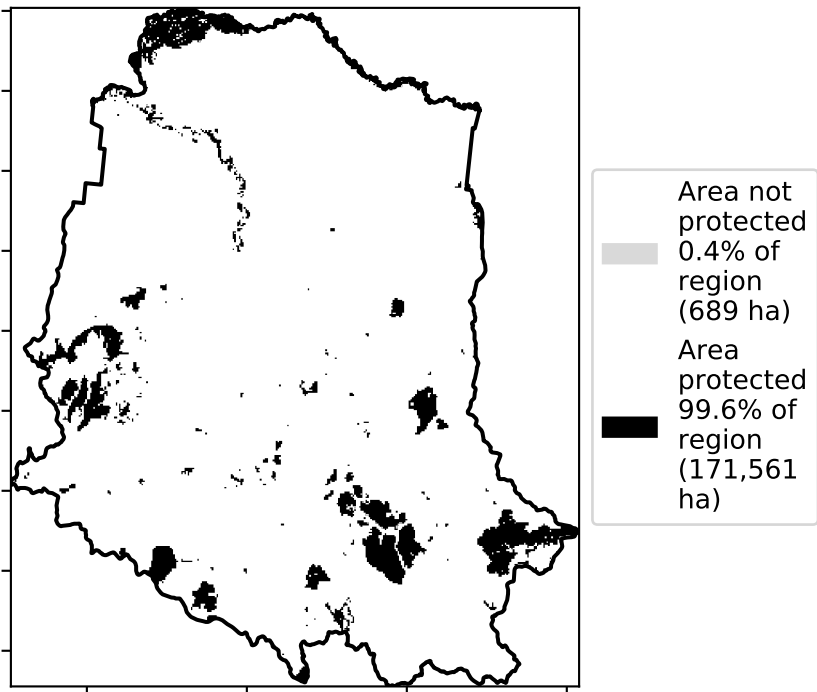 Area not
protected
0.4% of
region
(689 ha)
Area
protected
99.6% of
region
(171,561
ha)